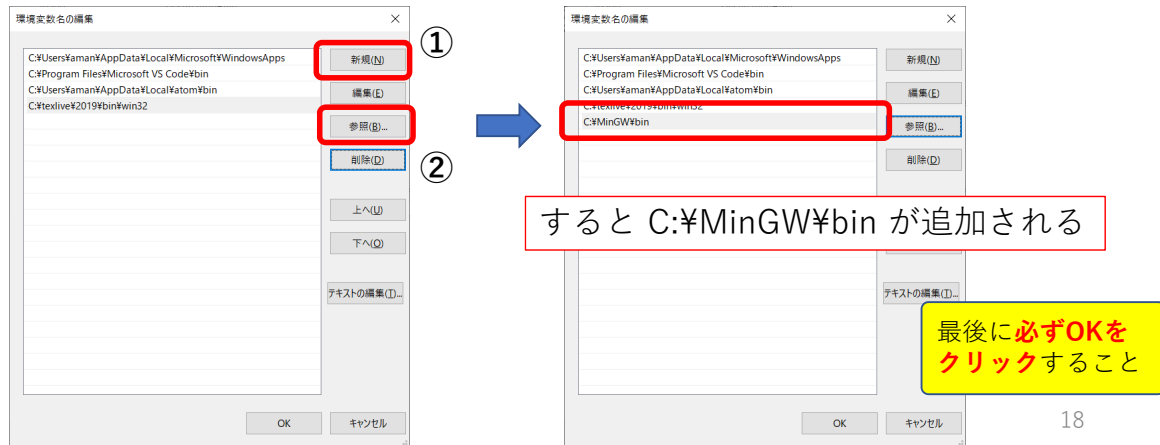 環境変数名の編集
C:¥Users¥aman¥AppData¥Local¥Microsoft¥WindowsApps
C:¥Program Files¥Microsoft VS Code¥bin
C:¥Users¥aman¥AppData¥Local¥atom¥bin
C:¥texlive¥2019¥bin¥win32
新規(N)
編集(E)
参照(B)...
削除(D)
上へ(U)
下へ(O)
テキストの編集(T)...
OK
キャンセル
①
②
環境変数名の編集
C:¥Users¥aman¥AppData¥Local¥Microsoft¥WindowsApps
C:¥Program Files¥Microsoft VS Code¥bin
C:¥Users¥aman¥AppData¥Local¥atom¥bin
C:¥texlive¥2019¥bin¥win32
C:¥MinGW¥bin
新規(N)
編集(E)
参照(B)...
削除(D)
すると C:¥MinGW¥bin が追加される
テキストの編集(T)...
最後に必ずOKを
クリックすること
OK
キャンセル
18